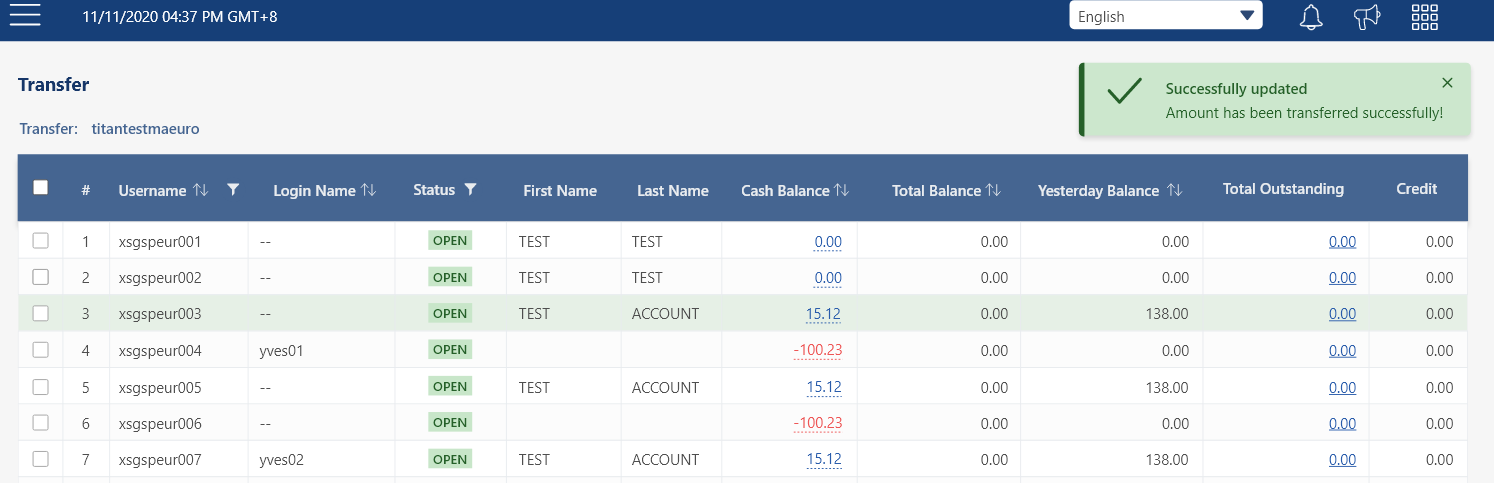 11/11/2020 04:37 PM GMT+8 English
Transfer
Successfully updated
Amount has been transferred successfully!
Transfer: titantestmaeuro
# Username Login Name Status First Name Last Name Cash Balance Total Balance Yesterday Balance Total Outstanding Credit
1 xsgspeur001 -- OPEN TEST TEST 0.00 0.00 0.00 0.00 0.00
2 xsgspeur002 -- OPEN TEST TEST 0.00 0.00 0.00 0.00 0.00
3 xsgspeur003 -- OPEN TEST ACCOUNT 15.12 0.00 138.00 0.00 0.00
4 xsgspeur004 yves01 OPEN -100.23 0.00 0.00 0.00 0.00
5 xsgspeur005 -- OPEN TEST ACCOUNT 15.12 0.00 138.00 0.00 0.00
6 xsgspeur006 -- OPEN -100.23 0.00 0.00 0.00 0.00
7 xsgspeur007 yves02 OPEN TEST ACCOUNT 15.12 0.00 138.00 0.00 0.00